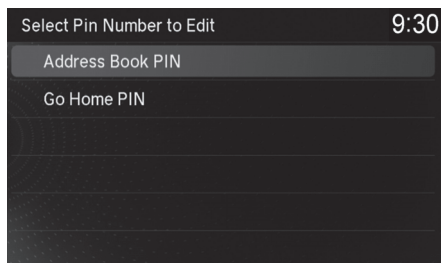 Select Pin Number to Edit
9:30
Address Book PIN
Go Home PIN